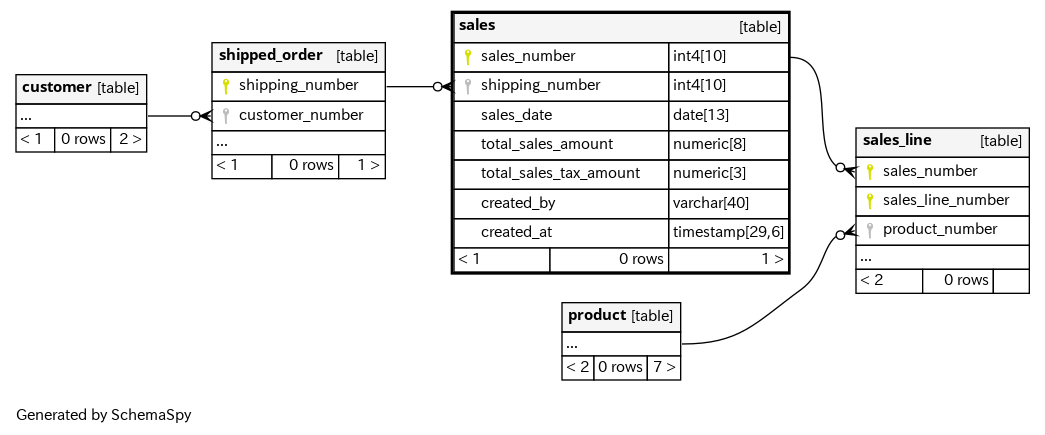 customer [table]
...
< 1 0 rows 2 >
shipped_order [table]
shipping_number
customer_number
...
< 1 0 rows 1 >
sales [table]
sales_number int4[10]
shipping_number int4[10]
sales_date date[13]
total_sales_amount numeric[8]
total_sales_tax_amount numeric[3]
created_by varchar[40]
created_at timestamp[29,6]
< 1 0 rows 1 >
sales_line [table]
sales_number
sales_line_number
product_number
...
< 2 0 rows
product [table]
...
< 2 0 rows 7 >
Generated by SchemaSpy